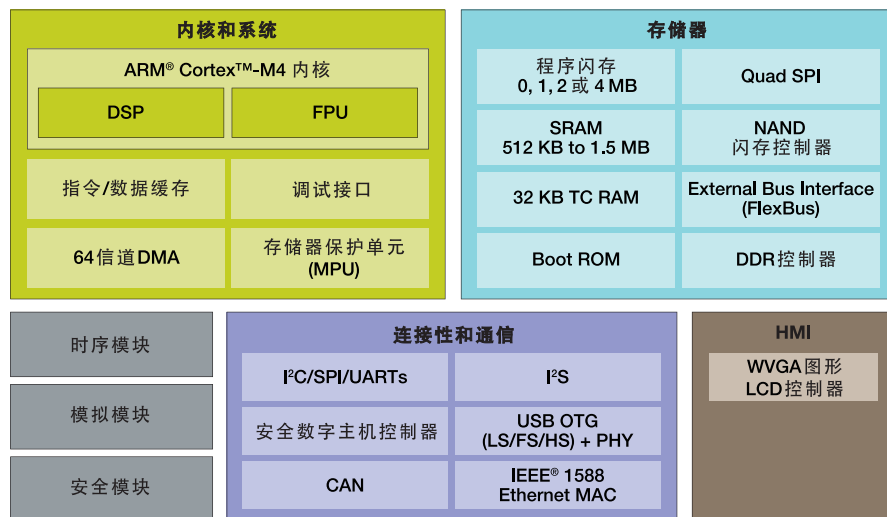 内核和系统
ARM® Cortex™-M4 内核
DSP
FPU
指令/数据缓存
调试接口
64信道DMA
存储器保护单元
(MPU)
存储器
程序闪存
0, 1, 2 或 4 MB
Quad SPI
SRAM
512 KB to 1.5 MB
NAND
闪存控制器
32 KB TC RAM
External Bus Interface
(FlexBus)
Boot ROM
DDR控制器
时序模块
模拟模块
安全模块
连接性和通信
I²C/SPI/UARTs
I²S
安全数字主机控制器
USB OTG
(LS/FS/HS) + PHY
CAN
IEEE® 1588
Ethernet MAC
HMI
WVGA图形
LCD控制器